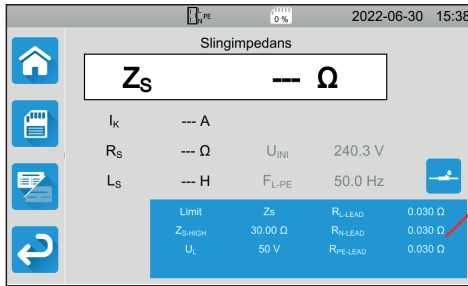 L N PE 0 % 2022-06-30 15:38
Slingimpedans
Zs --- Ω
IK --- A
RS --- Ω UINI 240.3 V
LS --- H FL-PE 50.0 Hz
Limit Zs RL-LEAD 0.030 Ω
ZS-HIGH 30.00 Ω RN-LEAD 0.030 Ω
UL 50 V RPE-LEAD 0.030 Ω